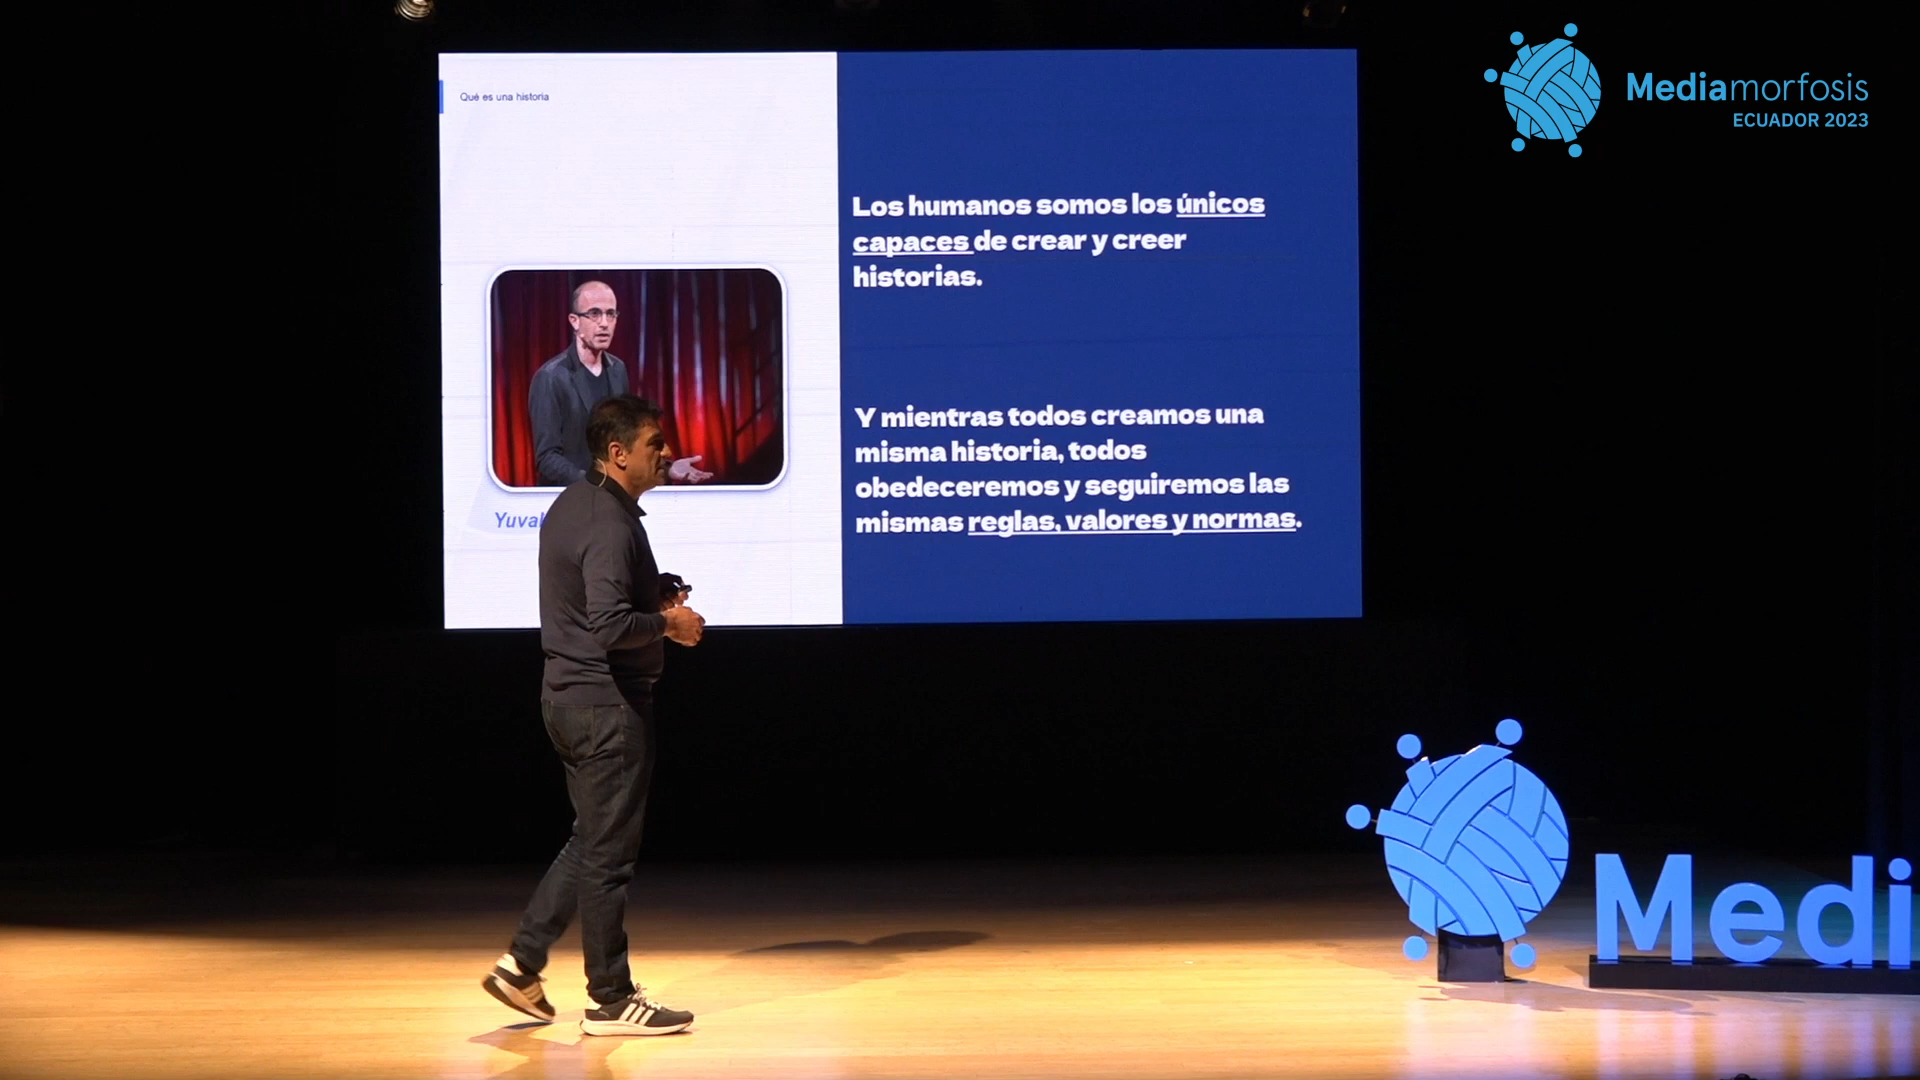 Qué es una historia
Los humanos somos los únicos
capaces de crear y creer
historias.
Y mientras todos creamos una
misma historia, todos
obedeceremos y seguiremos las
mismas reglas, valores y normas.
Yuval
Mediamorfosis
ECUADOR 2023
Medi